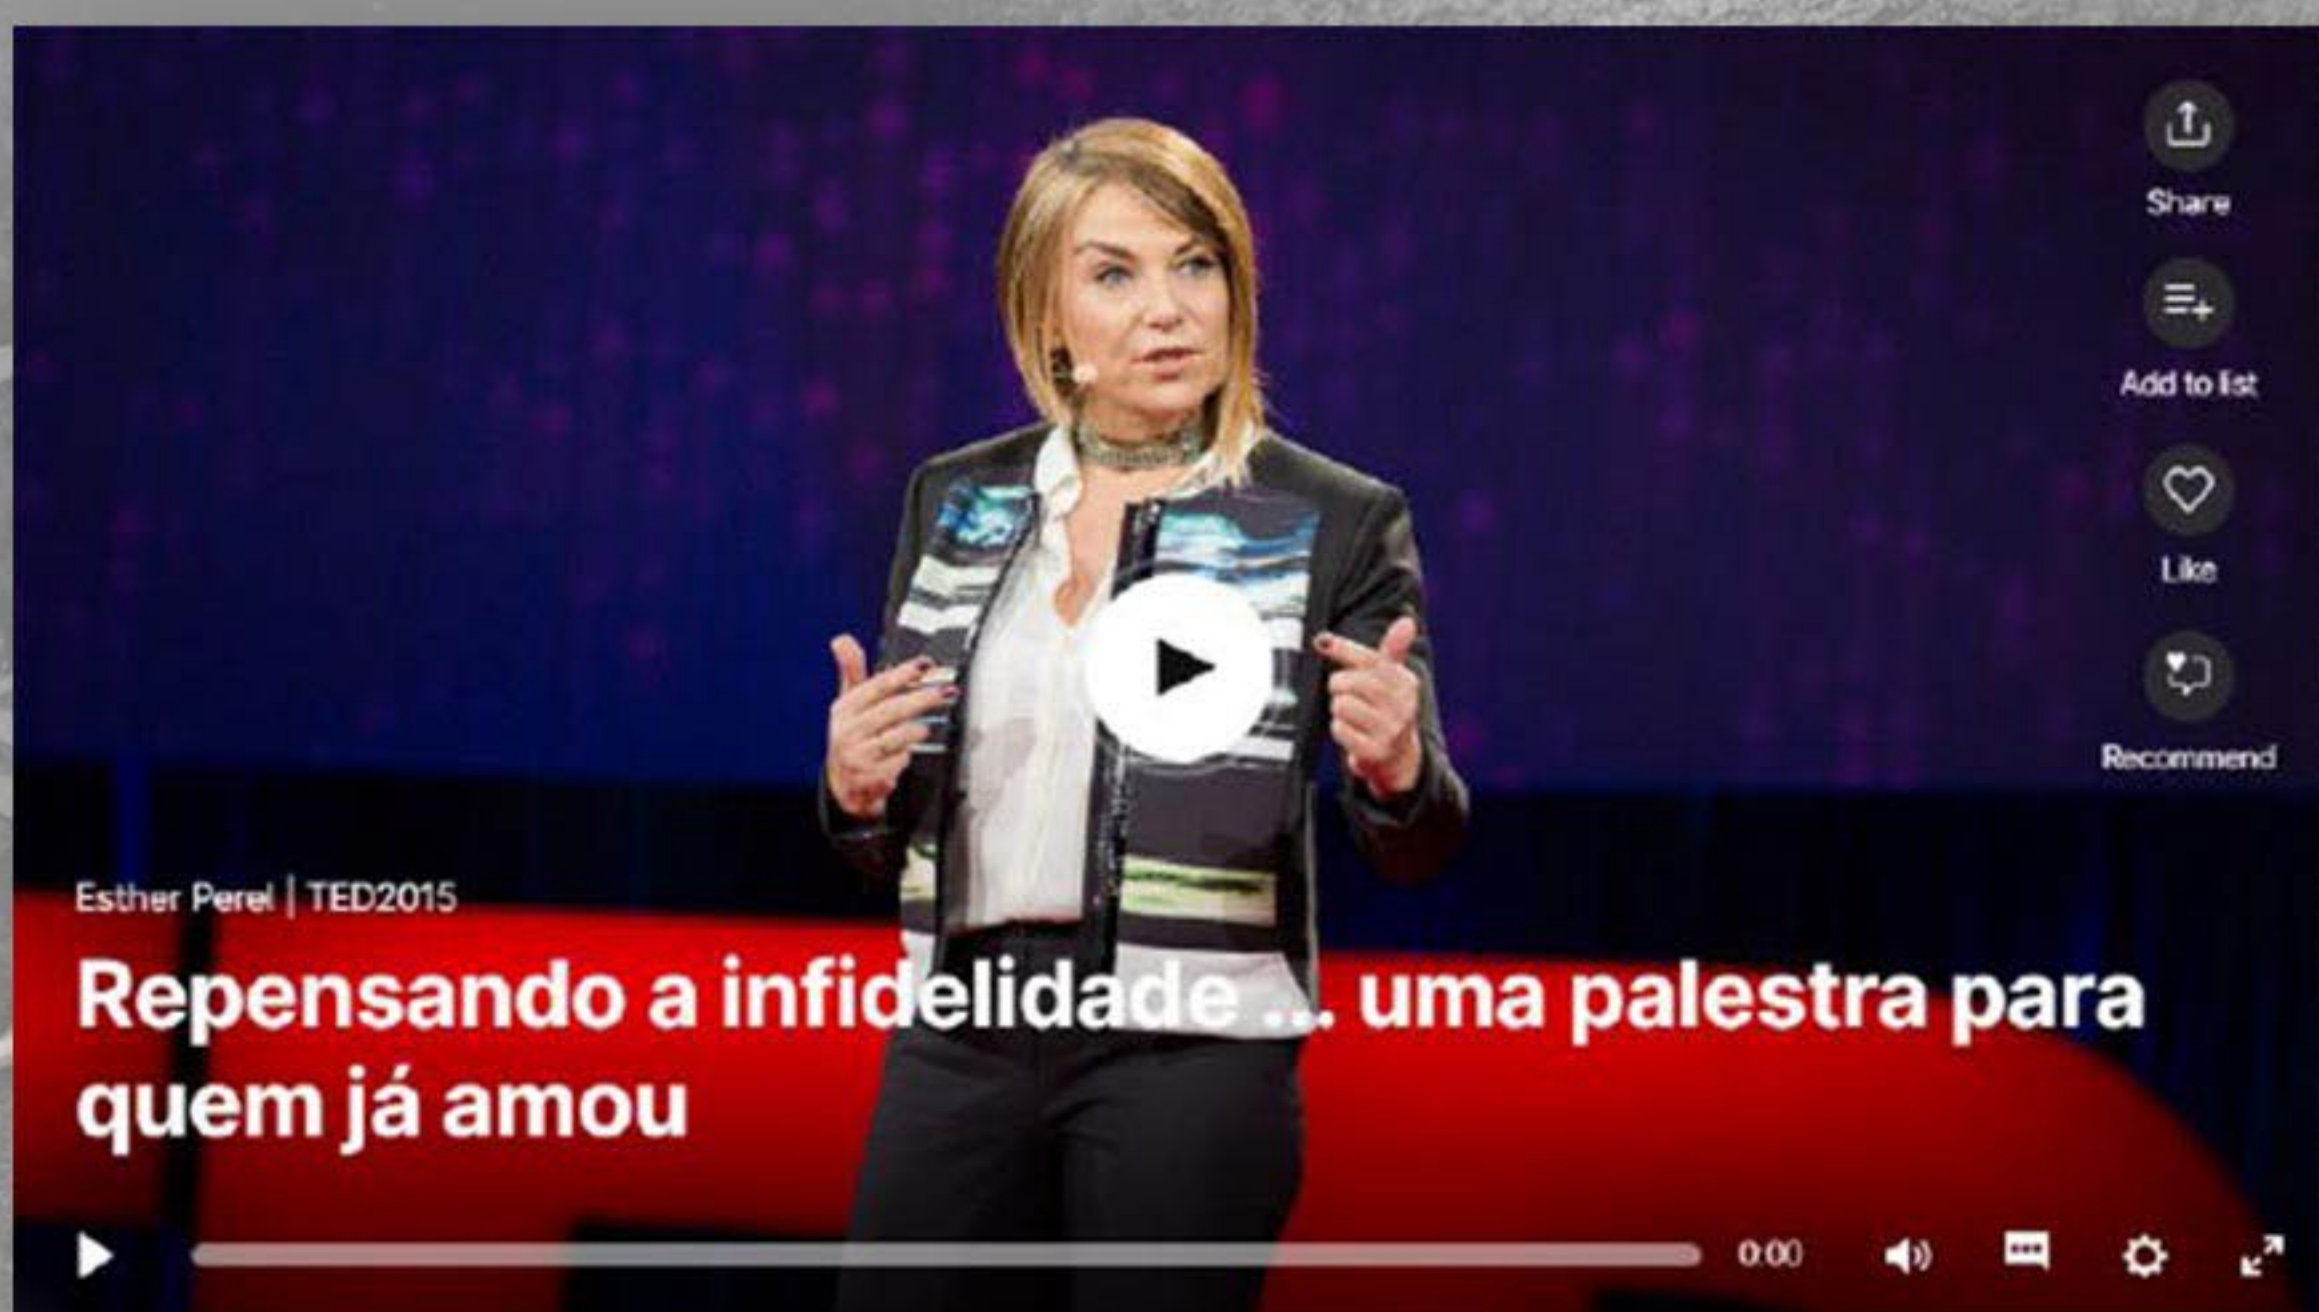 Share
Add to list
Like
Recommend
Esther Perel | TED2015
Repensando a infidelidade ... uma palestra para
quem já amou
0:00